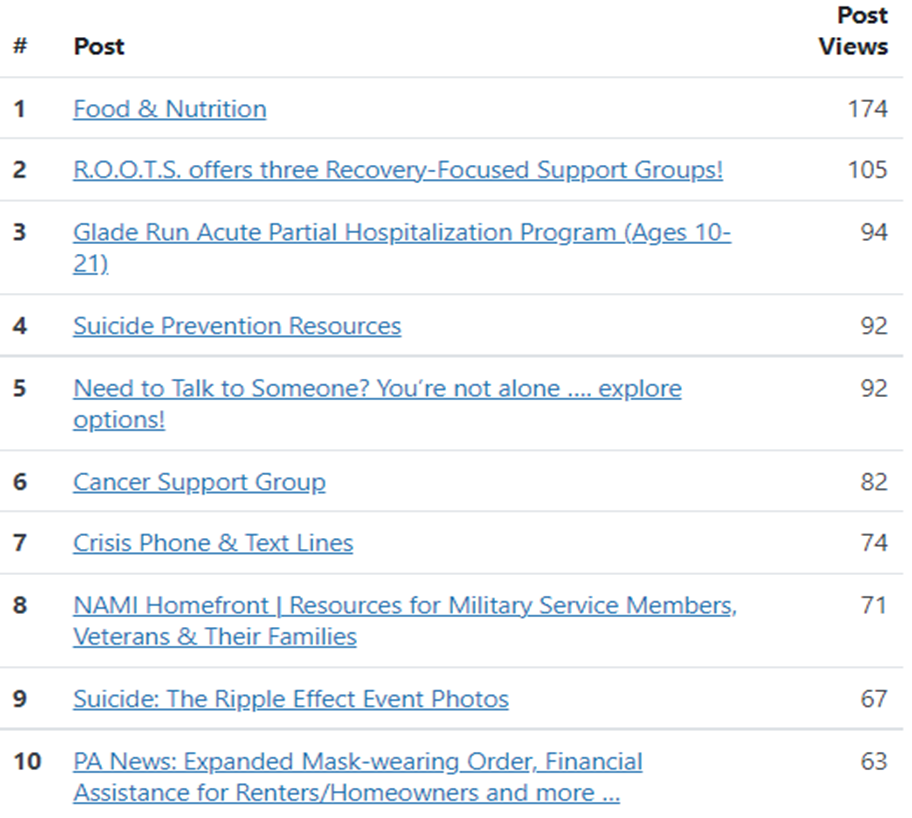 # Post Post Views
1 Food & Nutrition 174
2 R.O.O.T.S. offers three Recovery-Focused Support Groups! 105
3 Glade Run Acute Partial Hospitalization Program (Ages 10- 94
21)
4 Suicide Prevention Resources 92
5 Need to Talk to Someone? You’re not alone .... explore 92
options!
6 Cancer Support Group 82
7 Crisis Phone & Text Lines 74
8 NAMI Homefront | Resources for Military Service Members, 71
Veterans & Their Families
9 Suicide: The Ripple Effect Event Photos 67
10 PA News: Expanded Mask-wearing Order, Financial 63
Assistance for Renters/Homeowners and more ...